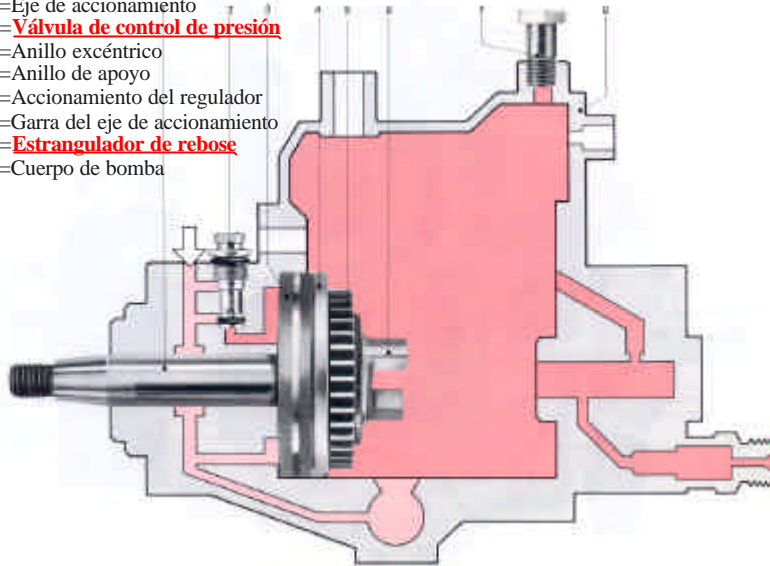 =Eje de accionamiento
=Válvula de control de presión
=Anillo excéntrico
=Anillo de apoyo
=Accionamiento del regulador
=Garra del eje de accionamiento
=Estrangulador de rebose
=Cuerpo de bomba